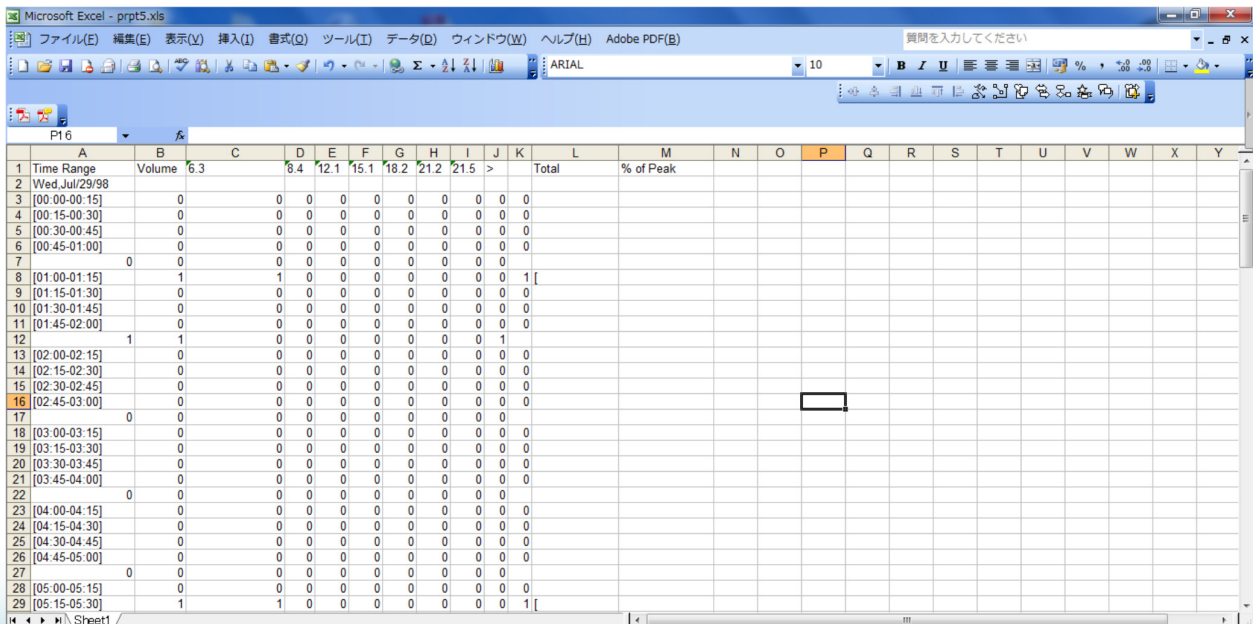 Microsoft Excel - prpt5.xls
ファイル(F) 編集(E) 表示(V) 挿入(I) 書式(O) ツール(T) データ(D) ウィンドウ(W) ヘルプ(H) Adobe PDF(B) 質問を入力してください
ARIAL 10 B I U
P16 fx
A B C D E F G H I J K L M N O P Q R S T U V W X Y
1 Time Range Volume 6.3 8.4 12.1 15.1 18.2 21.2 21.5 > Total % of Peak
2 Wed,Jul/29/98
3 [00:00-00:15] 0 0 0 0 0 0 0 0 0 0
4 [00:15-00:30] 0 0 0 0 0 0 0 0 0 0
5 [00:30-00:45] 0 0 0 0 0 0 0 0 0 0
6 [00:45-01:00] 0 0 0 0 0 0 0 0 0 0
7 0 0 0 0 0 0 0 0 0 0
8 [01:00-01:15] 1 1 0 0 0 0 0 0 0 1 [
9 [01:15-01:30] 0 0 0 0 0 0 0 0 0 0
10 [01:30-01:45] 0 0 0 0 0 0 0 0 0 0
11 [01:45-02:00] 0 0 0 0 0 0 0 0 0 0
12 1 1 0 0 0 0 0 0 0 1
13 [02:00-02:15] 0 0 0 0 0 0 0 0 0 0
14 [02:15-02:30] 0 0 0 0 0 0 0 0 0 0
15 [02:30-02:45] 0 0 0 0 0 0 0 0 0 0
16 [02:45-03:00] 0 0 0 0 0 0 0 0 0 0
17 0 0 0 0 0 0 0 0 0 0
18 [03:00-03:15] 0 0 0 0 0 0 0 0 0 0
19 [03:15-03:30] 0 0 0 0 0 0 0 0 0 0
20 [03:30-03:45] 0 0 0 0 0 0 0 0 0 0
21 [03:45-04:00] 0 0 0 0 0 0 0 0 0 0
22 0 0 0 0 0 0 0 0 0 0
23 [04:00-04:15] 0 0 0 0 0 0 0 0 0 0
24 [04:15-04:30] 0 0 0 0 0 0 0 0 0 0
25 [04:30-04:45] 0 0 0 0 0 0 0 0 0 0
26 [04:45-05:00] 0 0 0 0 0 0 0 0 0 0
27 0 0 0 0 0 0 0 0 0 0
28 [05:00-05:15] 0 0 0 0 0 0 0 0 0 0
29 [05:15-05:30] 1 1 0 0 0 0 0 0 0 1 [
Sheet1